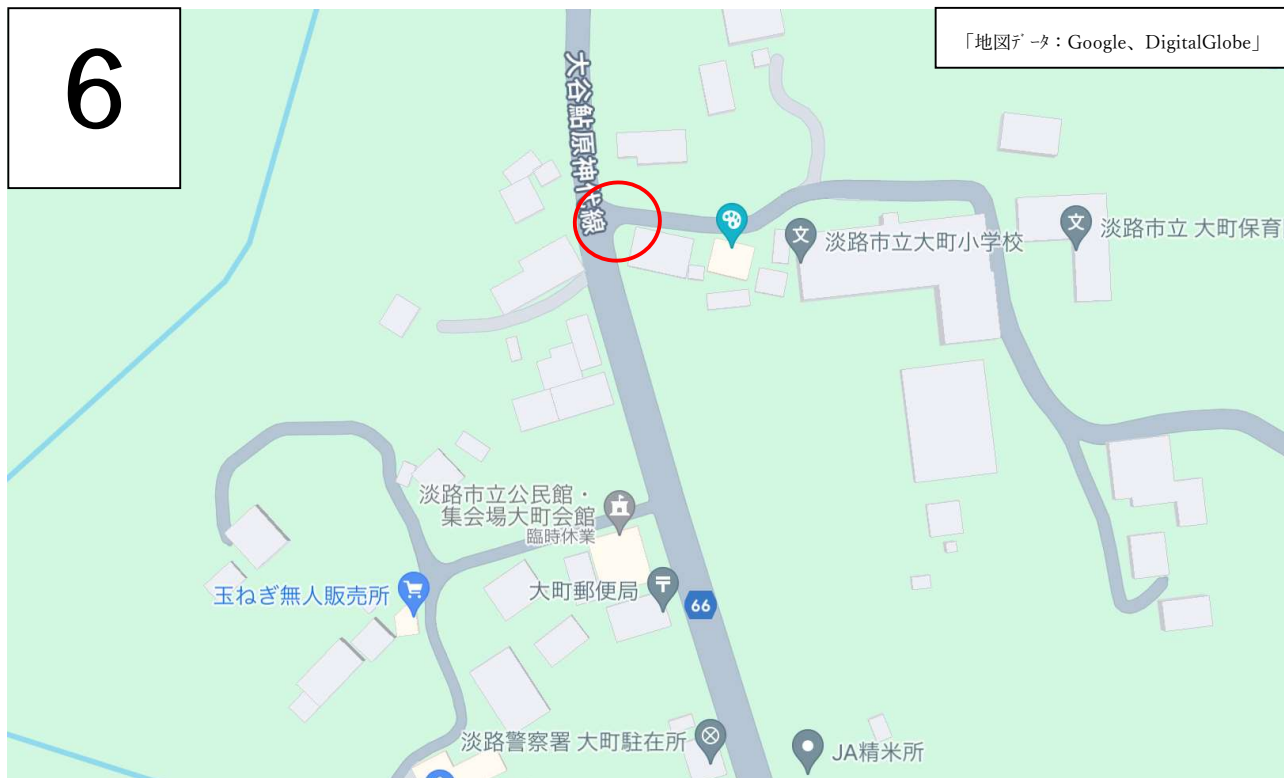 6
「地図ﾃﾞｰﾀ：Google、DigitalGlobe」
大谷鮎原神代線
淡路市立大町小学校
淡路市立 大町保育
淡路市立公民館・
集会場大町会館
臨時休業
大町郵便局
玉ねぎ無人販売所
66
淡路警察署 大町駐在所
JA精米所